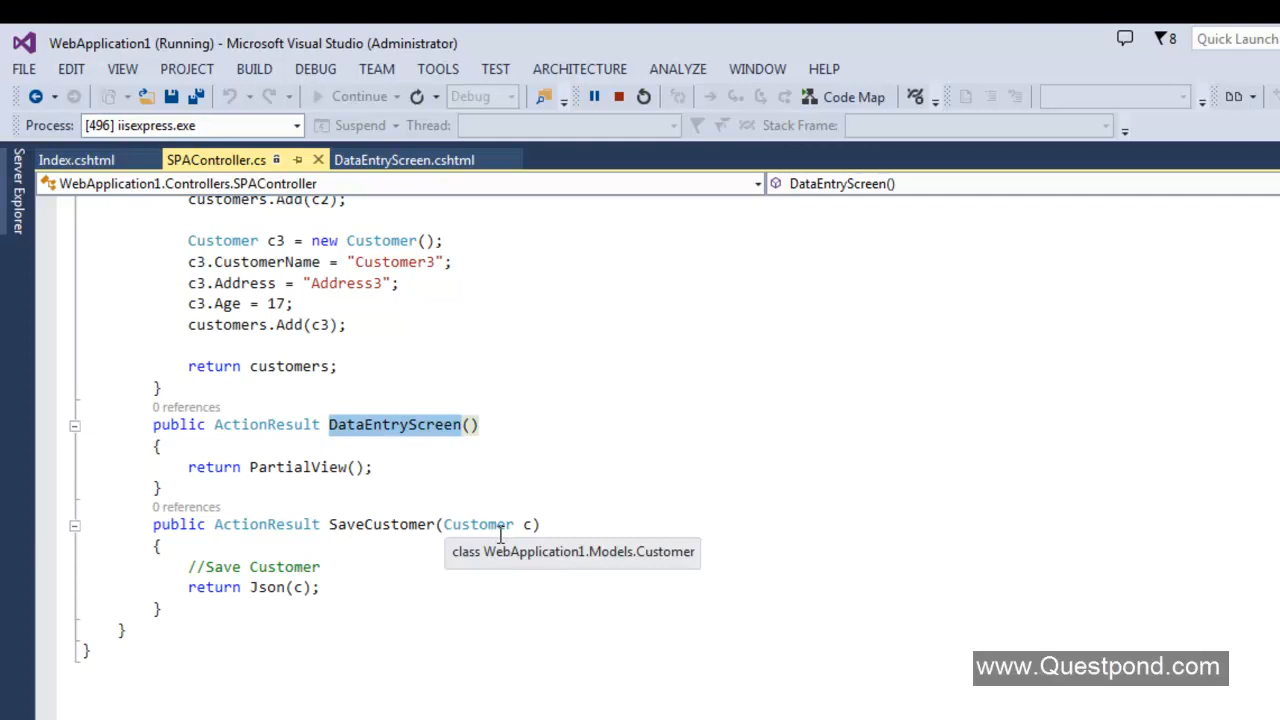 WebApplication1 (Running) - Microsoft Visual Studio (Administrator)
8
Quick Launch
FILE EDIT VIEW PROJECT BUILD DEBUG TEAM TOOLS TEST ARCHITECTURE ANALYZE WINDOW HELP
Continue Debug Code Map DD
Process: [496] iisexpress.exe Suspend Thread: Stack Frame:
Server Explorer
Index.cshtml SPAController.cs DataEntryScreen.cshtml
WebApplication1.Controllers.SPAController DataEntryScreen()
customers.Add(c2);
Customer c3 = new Customer();
c3.CustomerName = "Customer3";
c3.Address = "Address3";
c3.Age = 17;
customers.Add(c3);
return customers;
}
0 references
public ActionResult DataEntryScreen()
{
return PartialView();
}
0 references
public ActionResult SaveCustomer(Customer c)
{
class WebApplication1.Models.Customer
//Save Customer
return Json(c);
}
}
}
www.Questpond.com